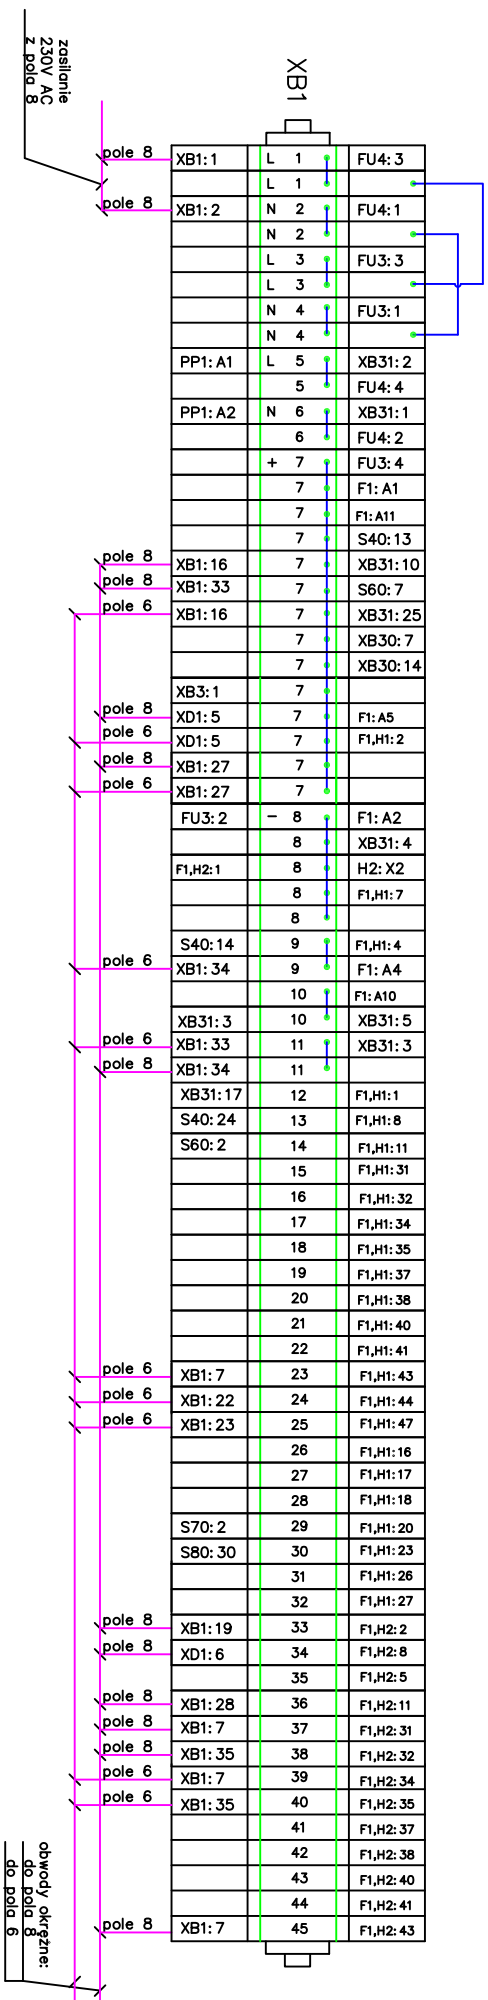 zasilanie
230V AC
z pola 8
XB1
pole 8 XB1:1 L 1 FU4:3
L 1
pole 8 XB1:2 N 2 FU4:1
N 2
L 3 FU3:3
L 3
N 4 FU3:1
N 4
PP1:A1 L 5 XB31:2
5 FU4:4
PP1:A2 N 6 XB31:1
6 FU4:2
+ 7 FU3:4
7 F1:A1
7 F1:A11
7 S40:13
pole 8 XB1:16 7 XB31:10
pole 8 XB1:33 7 S60:7
pole 6 XB1:16 7 XB31:25
7 XB30:7
7 XB30:14
XB3:1 7
pole 8 XD1:5 7 F1:A5
pole 6 XD1:5 7 F1,H1:2
pole 8 XB1:27 7
pole 6 XB1:27 7
FU3:2 - 8 F1:A2
8 XB31:4
F1,H2:1 8 H2:X2
8 F1,H1:7
8
S40:14 9 F1,H1:4
pole 6 XB1:34 9 F1:A4
10 F1:A10
XB31:3 10 XB31:5
pole 6 XB1:33 11 XB31:3
pole 8 XB1:34 11
XB31:17 12 F1,H1:1
S40:24 13 F1,H1:8
S60:2 14 F1,H1:11
15 F1,H1:31
16 F1,H1:32
17 F1,H1:34
18 F1,H1:35
19 F1,H1:37
20 F1,H1:38
21 F1,H1:40
22 F1,H1:41
pole 6 XB1:7 23 F1,H1:43
pole 6 XB1:22 24 F1,H1:44
pole 6 XB1:23 25 F1,H1:47
26 F1,H1:16
27 F1,H1:17
28 F1,H1:18
S70:2 29 F1,H1:20
S80:30 30 F1,H1:23
31 F1,H1:26
32 F1,H1:27
pole 8 XB1:19 33 F1,H2:2
pole 8 XD1:6 34 F1,H2:8
35 F1,H2:5
pole 8 XB1:28 36 F1,H2:11
pole 8 XB1:7 37 F1,H2:31
pole 8 XB1:35 38 F1,H2:32
pole 6 XB1:7 39 F1,H2:34
pole 6 XB1:35 40 F1,H2:35
41 F1,H2:37
42 F1,H2:38
43 F1,H2:40
44 F1,H2:41
pole 8 XB1:7 45 F1,H2:43
obwody okrężne:
do pola 8
do pola 6